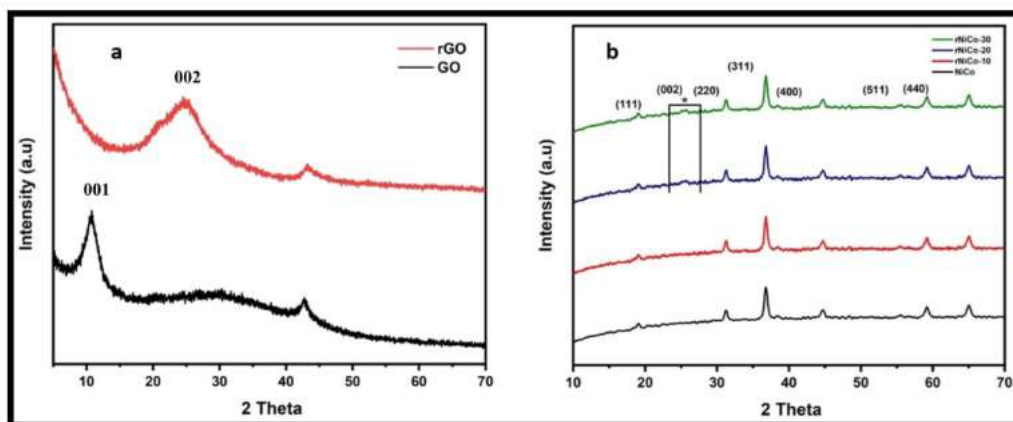 a
rGO
GO
002
001
Intensity (a.u)
10 20 30 40 50 60 70
2 Theta
b
rNiCo-30
rNiCo-20
rNiCo-10
NiCo
(111) (002) (220) (311) (400) (511) (440)
*
Intensity (a.u)
10 20 30 40 50 60 70
2 Theta